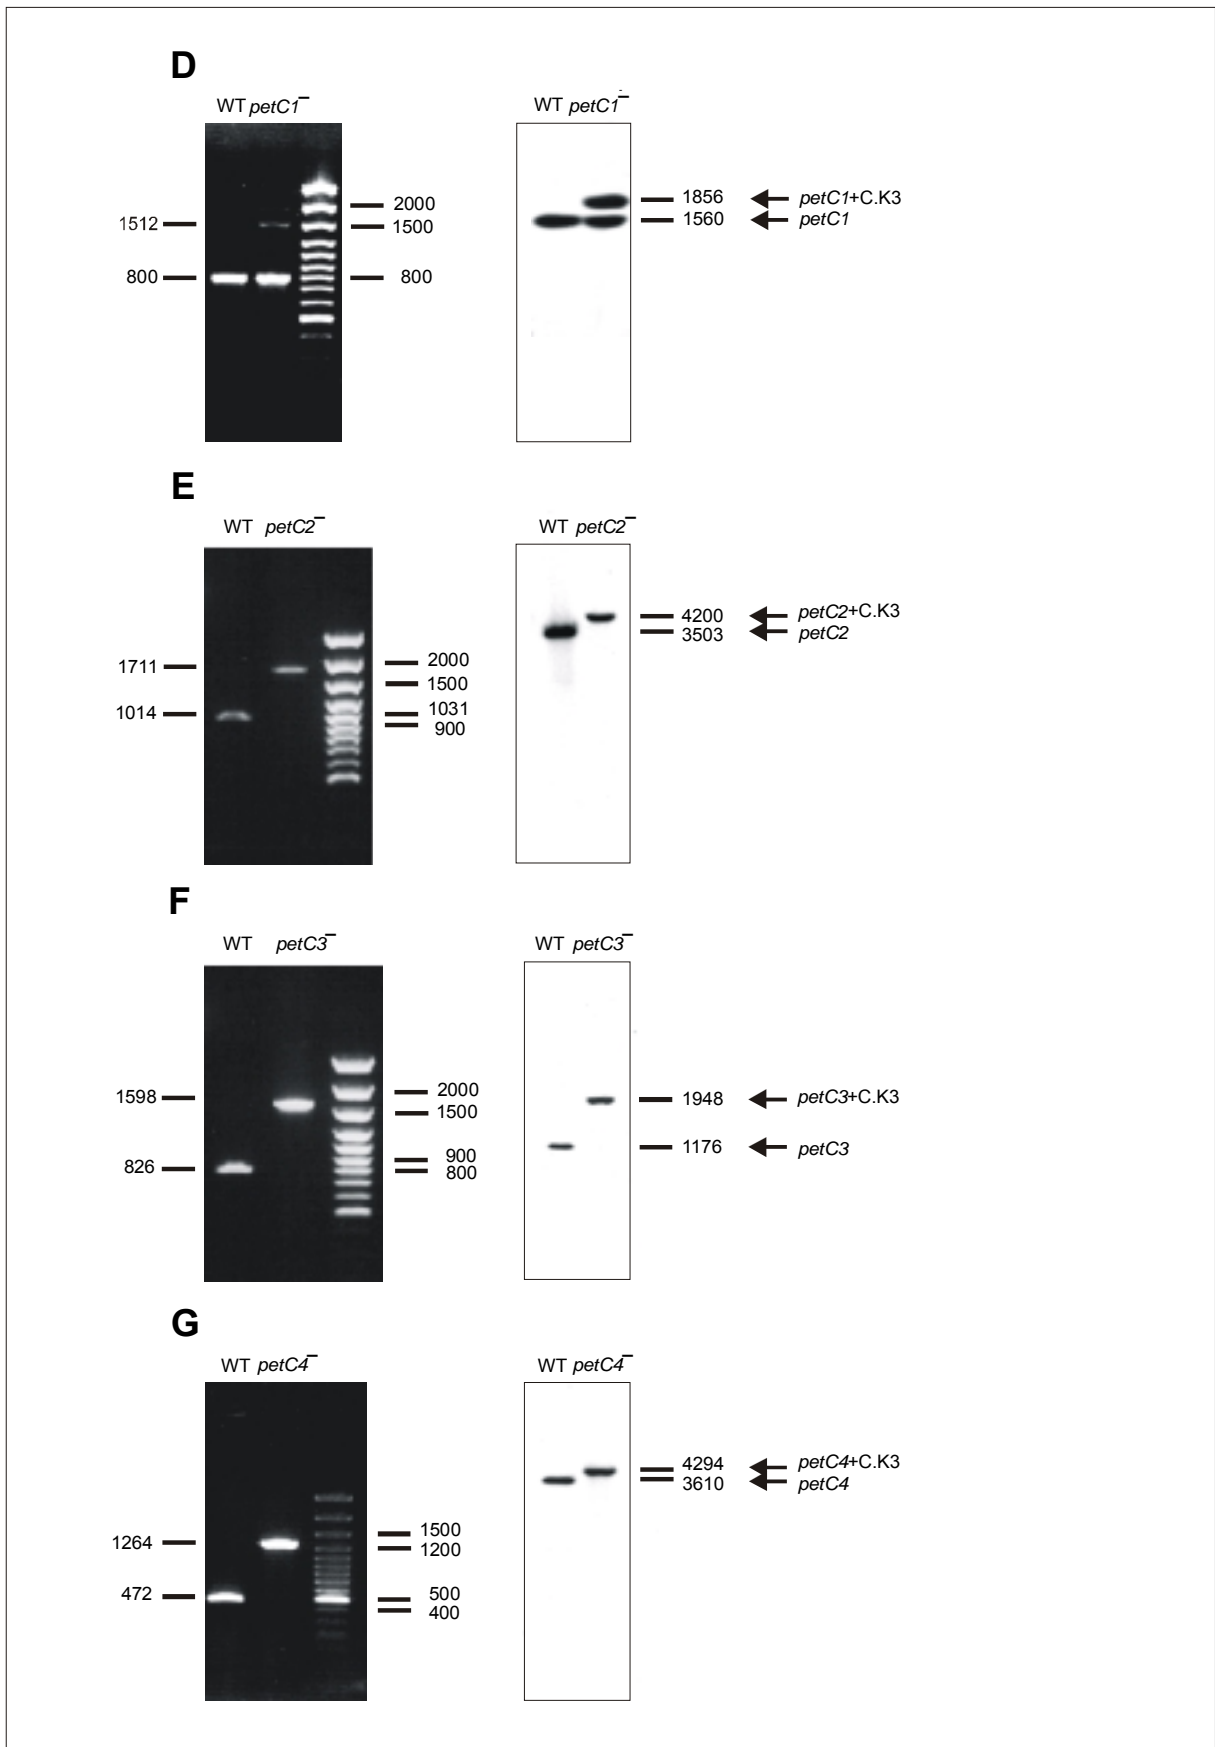 D
WT petC1⁻
WT petC1⁻
1512
800
2000
1500
800
1856
1560
petC1+C.K3
petC1
E
WT petC2⁻
WT petC2⁻
1711
1014
2000
1500
1031
900
4200
3503
petC2+C.K3
petC2
F
WT petC3⁻
WT petC3⁻
1598
826
2000
1500
900
800
1948
1176
petC3+C.K3
petC3
G
WT petC4⁻
WT petC4⁻
1264
472
1500
1200
500
400
4294
3610
petC4+C.K3
petC4